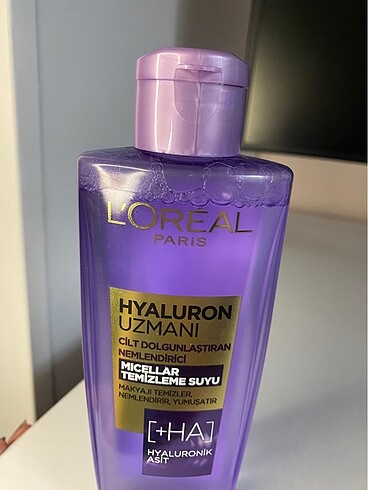 L'ORÉAL
PARIS
HYALURON
UZMANI
CİLT DOLGUNLAŞTIRAN
NEMLENDİRİCİ
MICELLAR
TEMİZLEME SUYU
MAKYAJI TEMİZLER,
NEMLENDİRİR, YUMUŞATIR
[+HA]
HYALURONİK
ASİT